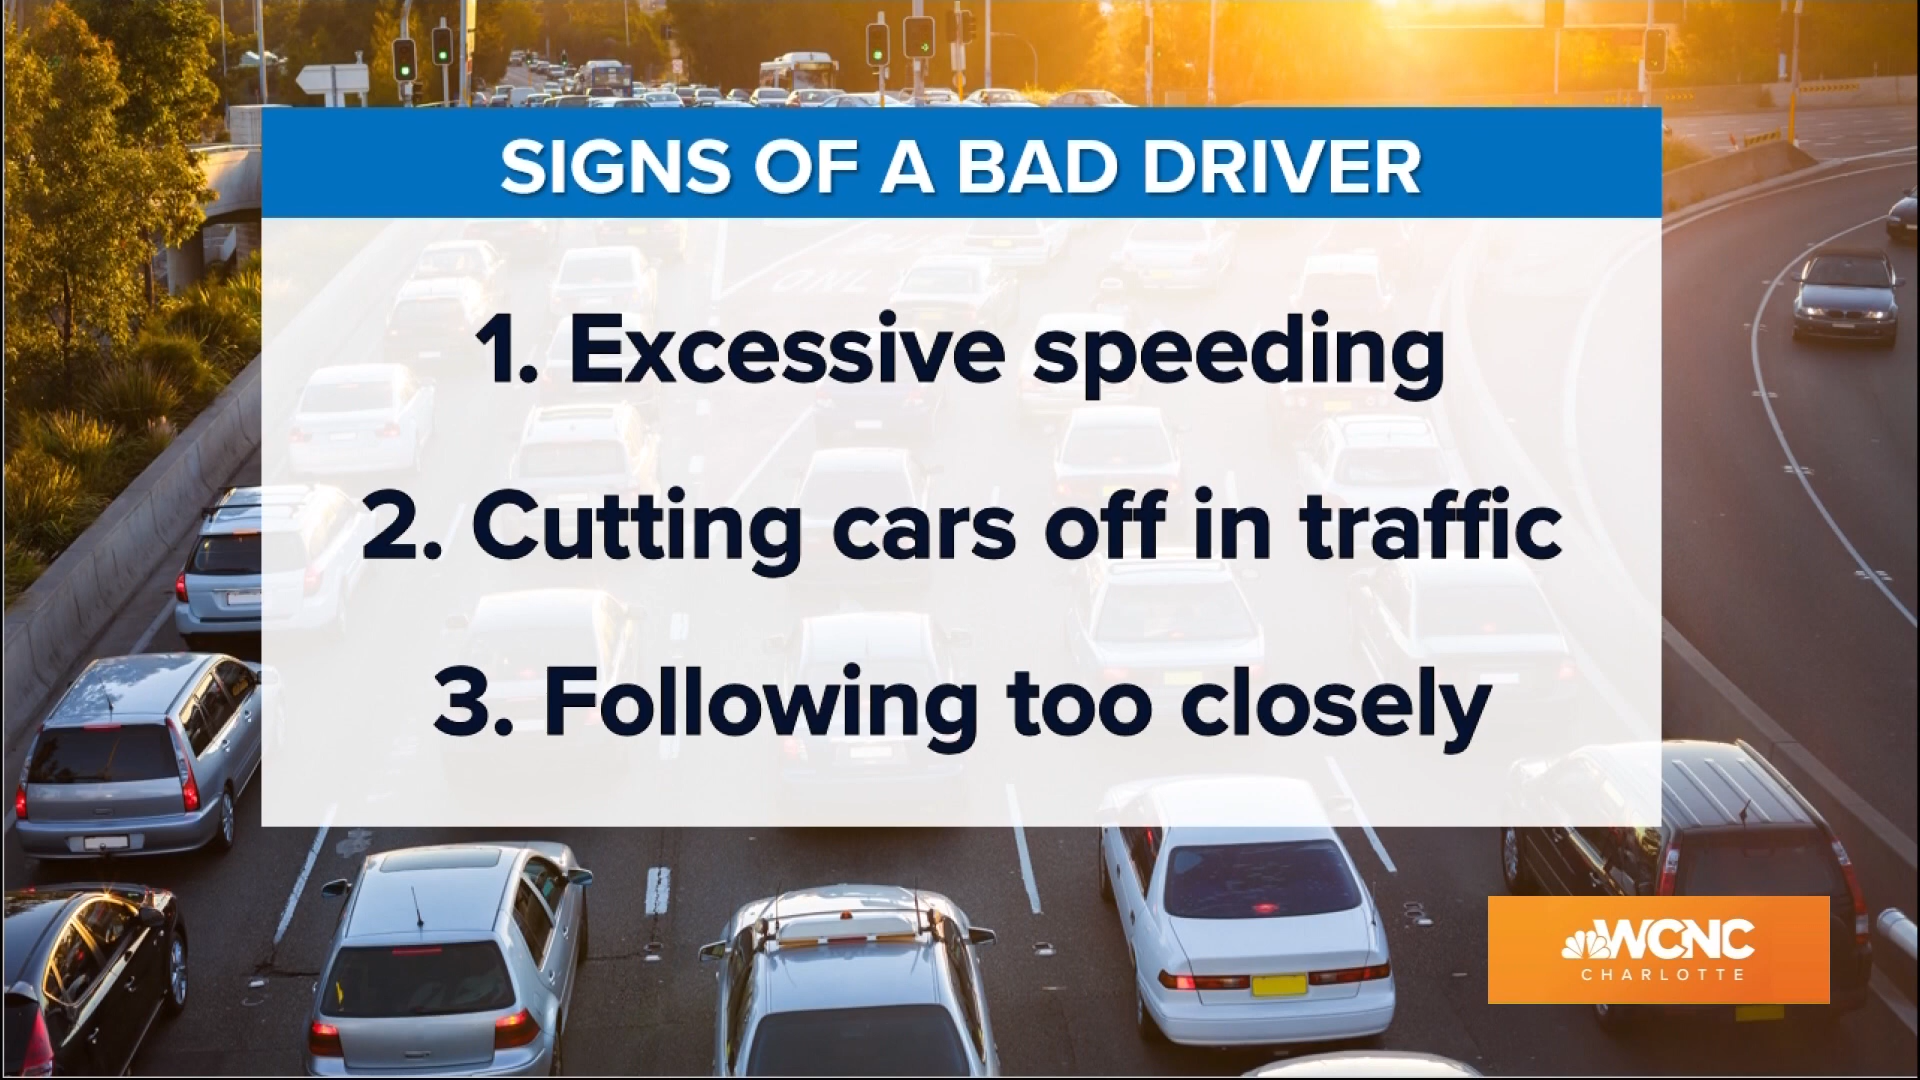 SIGNS OF A BAD DRIVER
ONLY
1. Excessive speeding
2. Cutting cars off in traffic
3. Following too closely
WCNC
CHARLOTTE